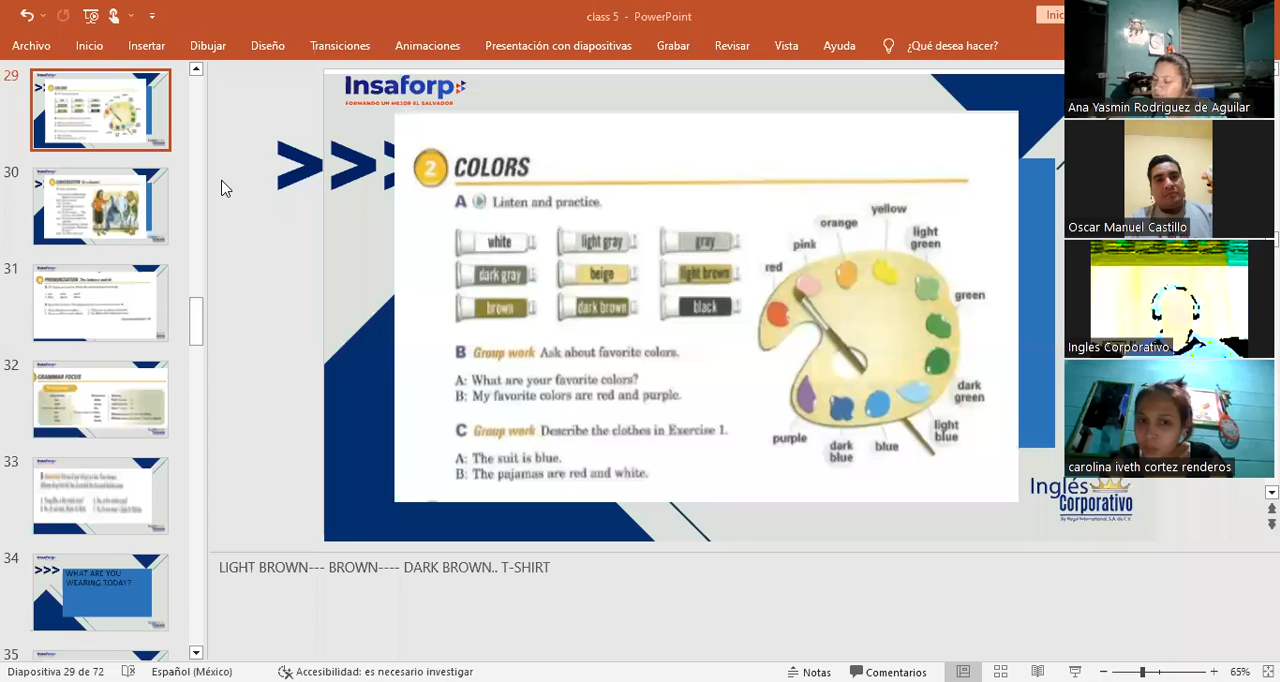 class 5 - PowerPoint
Inic
Archivo Inicio Insertar Dibujar Diseño Transiciones Animaciones Presentación con diapositivas Grabar Revisar Vista Ayuda ¿Qué desea hacer?
29
30
31
32
33
34
WHAT ARE YOU
WEARING TODAY?
35
Insaforp
FORMANDO UN MEJOR EL SALVADOR
2 COLORS
A Listen and practice.
white light gray gray
dark gray beige light brown
brown dark brown black
B Group work Ask about favorite colors.
A: What are your favorite colors?
B: My favorite colors are red and purple.
C Group work Describe the clothes in Exercise 1.
A: The suit is blue.
B: The pajamas are red and white.
red
pink
orange
yellow
light
green
green
dark
green
light
blue
blue
dark
blue
purple
Inglés
Corporativo
Ana Yasmin Rodriguez de Aguilar
Oscar Manuel Castillo
Ingles Corporativo
carolina iveth cortez renderos
LIGHT BROWN--- BROWN---- DARK BROWN.. T-SHIRT
Diapositiva 29 de 72 Español (México) Accesibilidad: es necesario investigar Notas Comentarios 65%